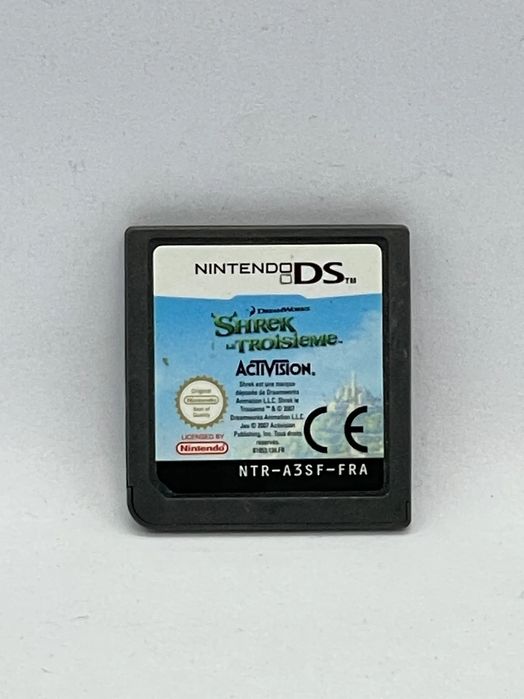 NINTENDO DS™
DREAMWORKS
SHREK
LE TROISIEME™
ACTIVISION®
Shrek est une marque
déposée de Dreamworks
Animation L.L.C. Shrek le
Troisième ™ & © 2007
Dreamworks Animation L.L.C.
Jeu © 2007 Activision
Publishing, Inc. Tous droits
réservés.
Original
Nintendo
Seal of
Quality
LICENSED BY
Nintendo
CE
NTR-A3SF-FRA